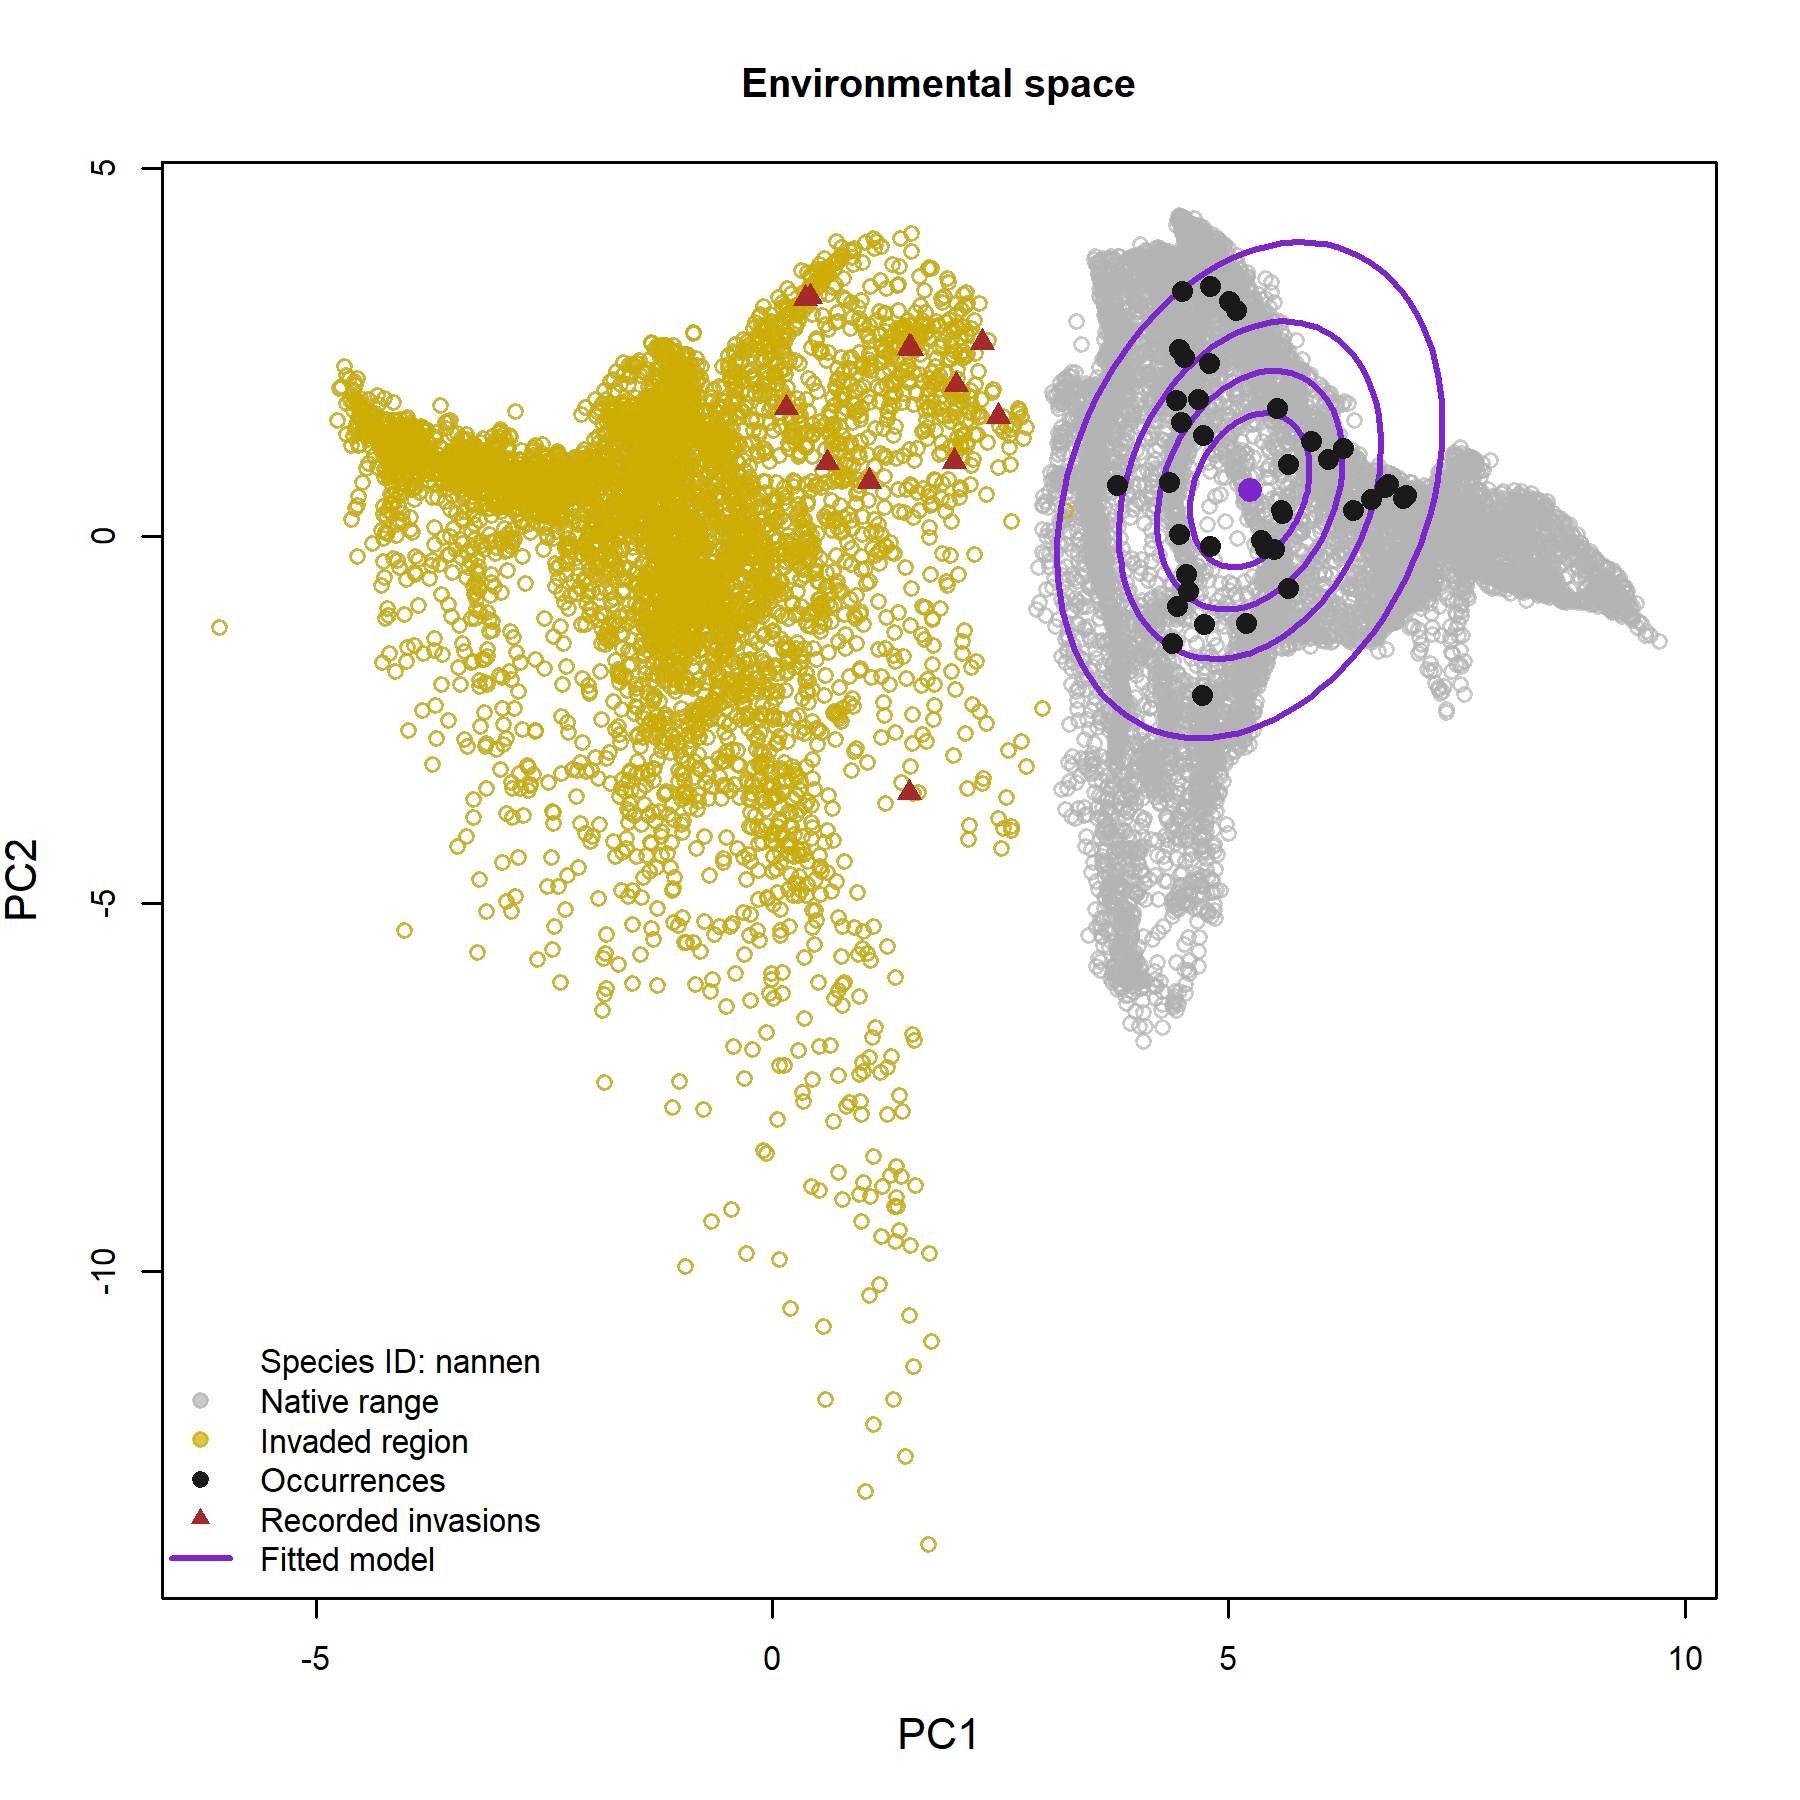 Environmental space
5
0
-5
-10
PC2
Species ID: nannen
Native range
Invaded region
Occurrences
Recorded invasions
Fitted model
-5 0 5 10
PC1